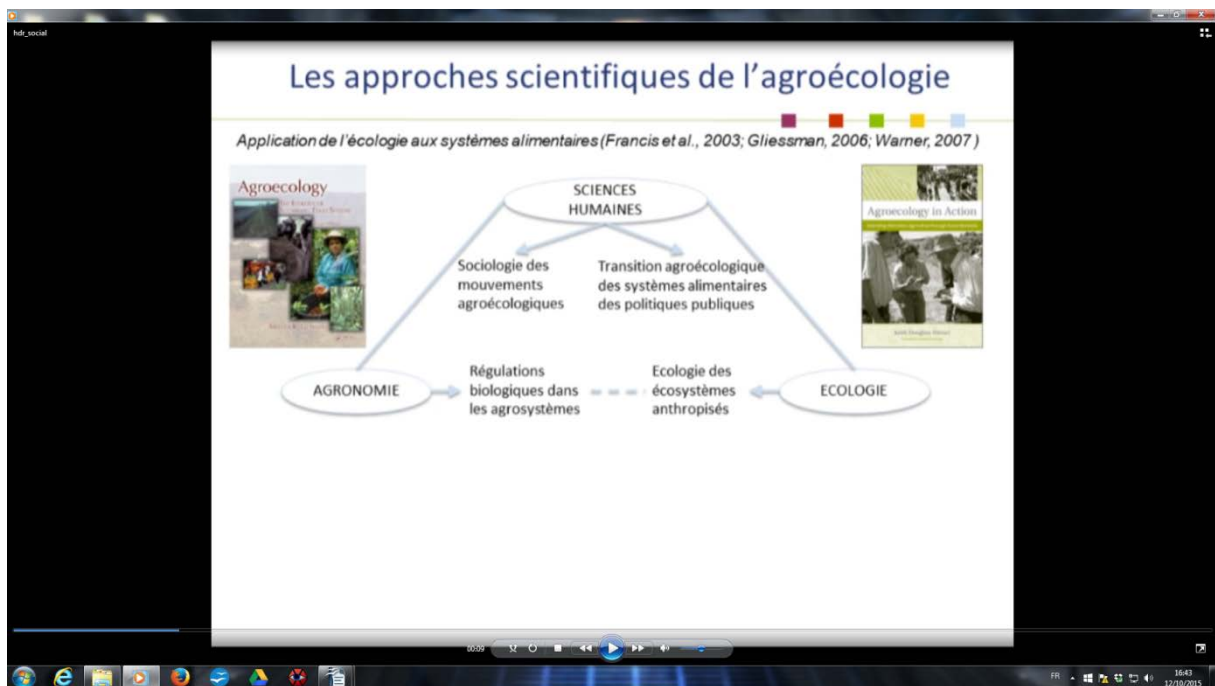 hdr_social
Les approches scientifiques de l'agroécologie
Application de l'écologie aux systèmes alimentaires (Francis et al., 2003; Gliessman, 2006; Warner, 2007 )
Agroecology
Agroecology in Action
SCIENCES
HUMAINES
Sociologie des
mouvements
agroécologiques
Transition agroécologique
des systèmes alimentaires
des politiques publiques
AGRONOMIE
Régulations
biologiques dans
les agrosystèmes
Ecologie des
écosystèmes
anthropisés
ECOLOGIE
00:09
FR
16:43
12/10/2015